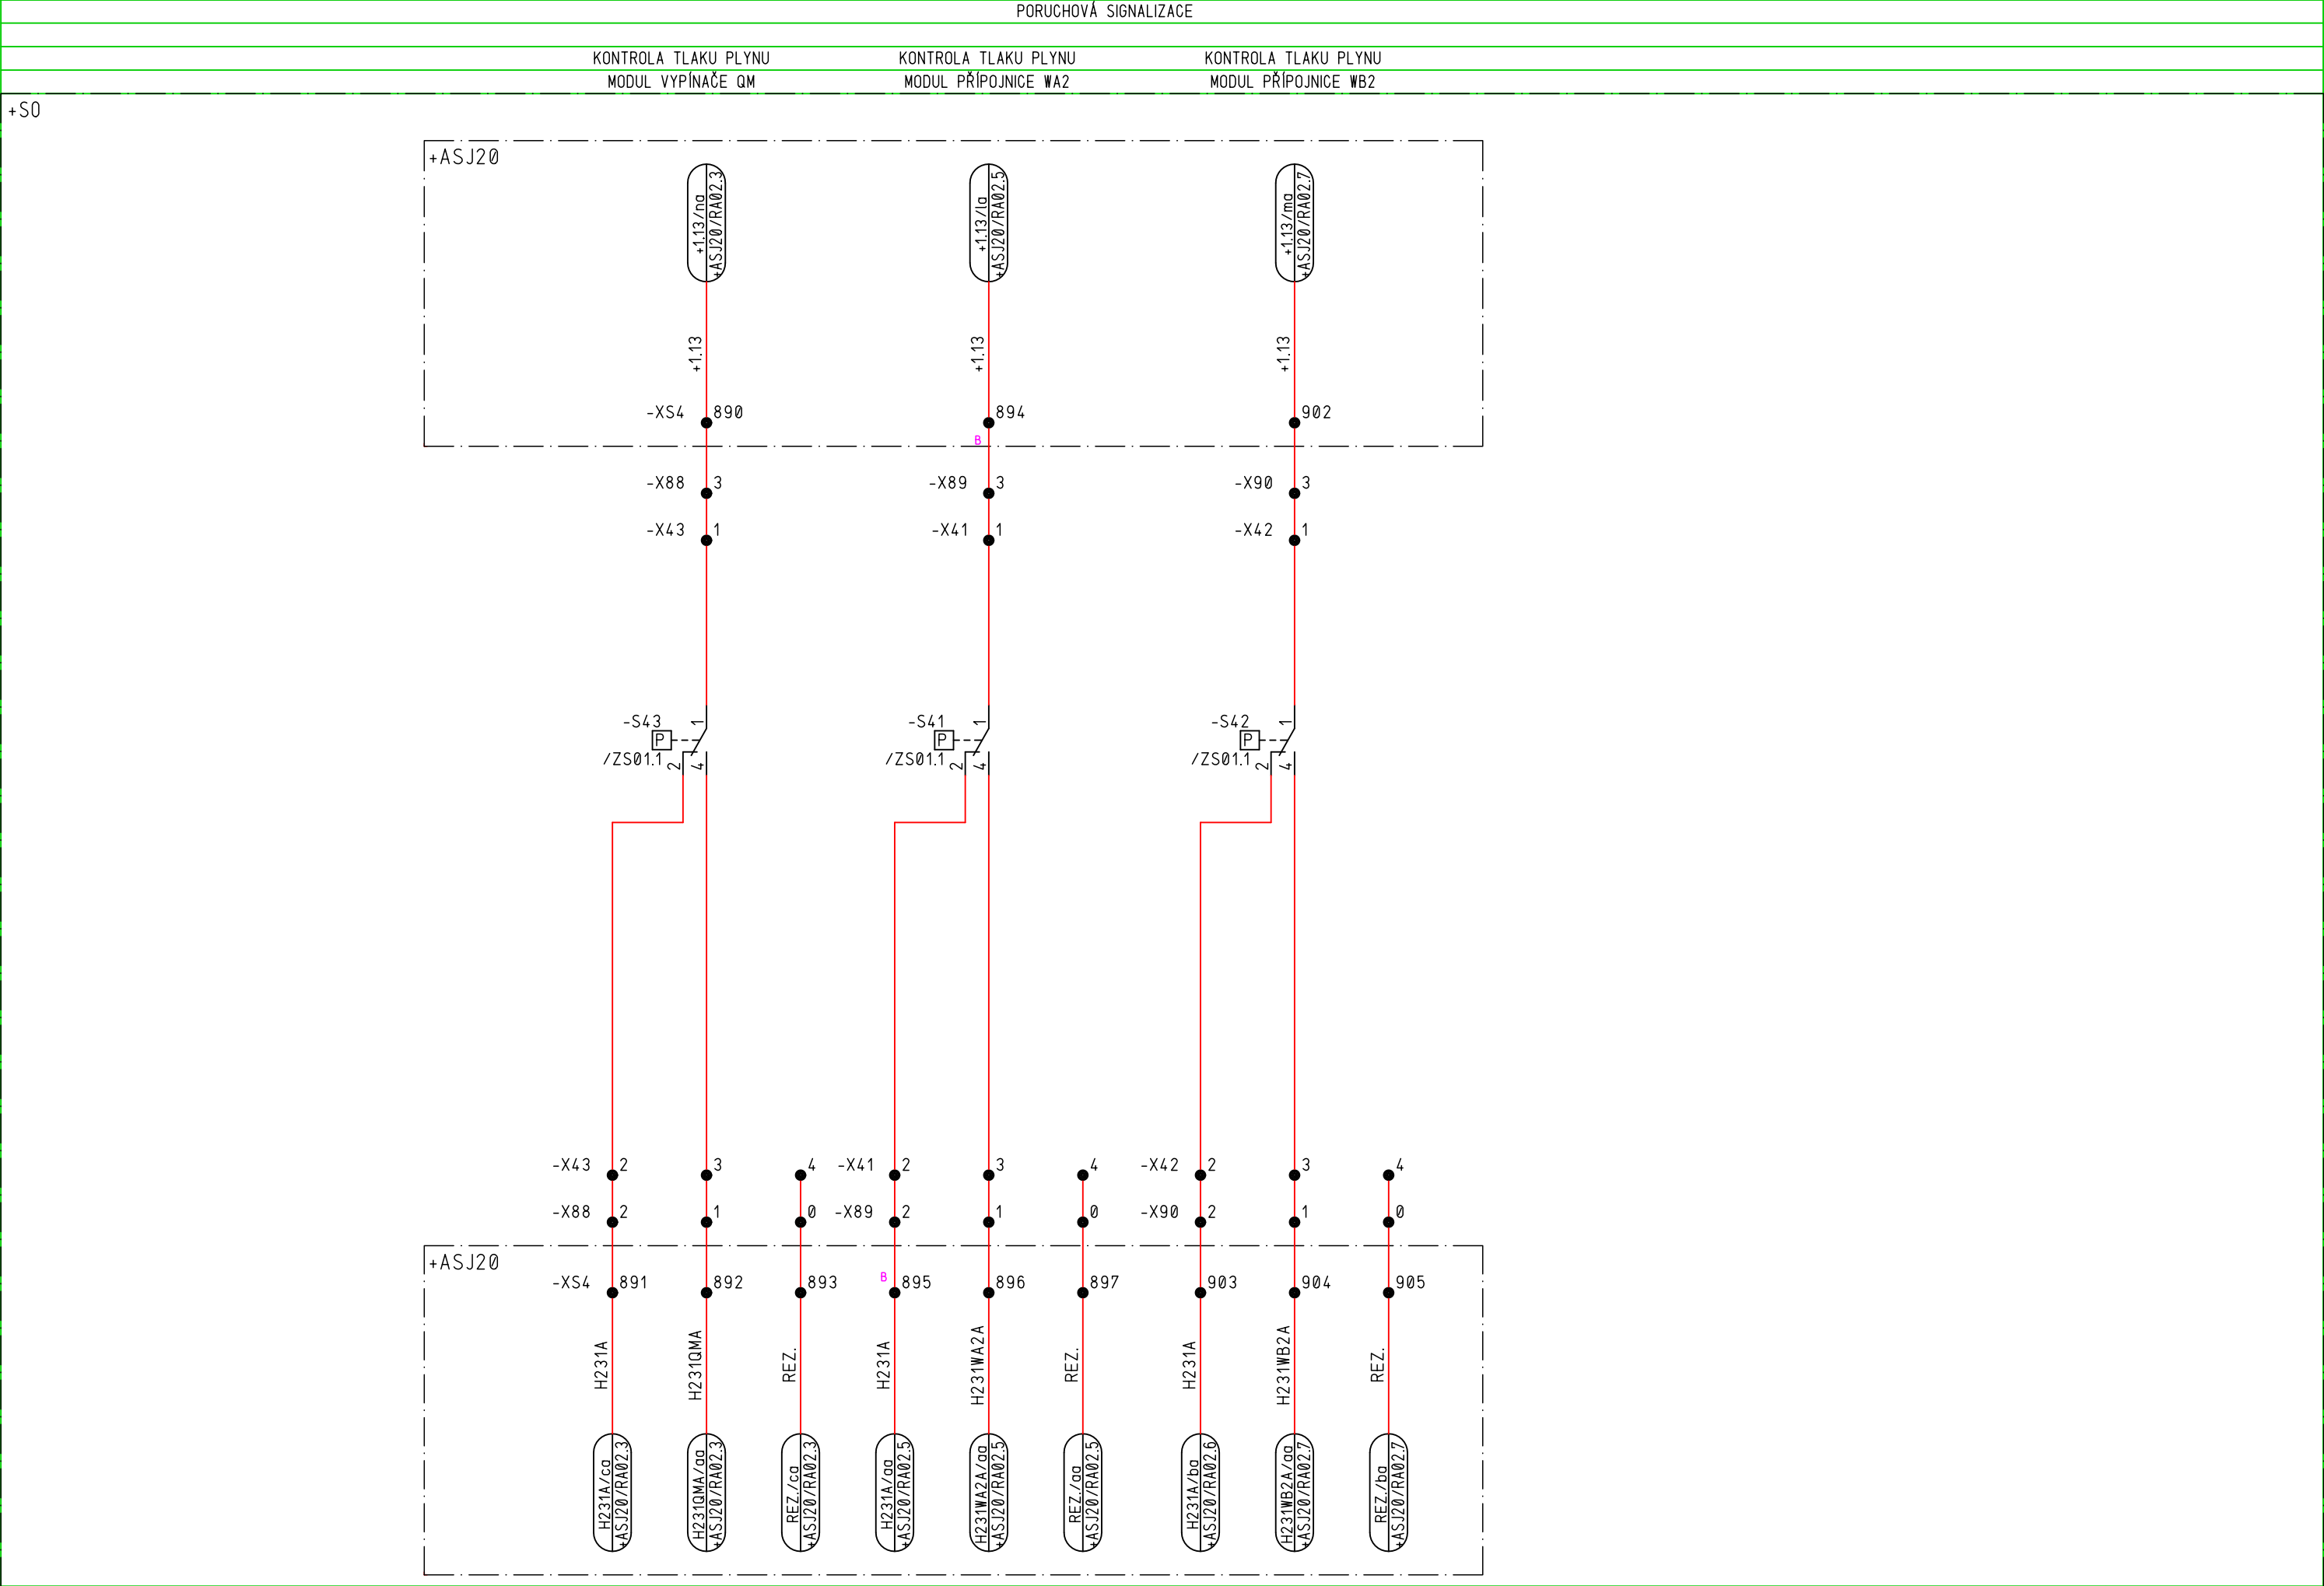 PORUCHOVÁ SIGNALIZACE
KONTROLA TLAKU PLYNU KONTROLA TLAKU PLYNU KONTROLA TLAKU PLYNU
MODUL VYPÍNAČE QM MODUL PŘÍPOJNICE WA2 MODUL PŘÍPOJNICE WB2
+S0
+ASJ20
+1.13/na +1.13/la +1.13/ma
+ASJ20/RA02.3 +ASJ20/RA02.5 +ASJ20/RA02.7
+1.13 +1.13 +1.13
-XS4 890 894 902
B
-X88 3 -X89 3 -X90 3
-X43 1 -X41 1 -X42 1
-S43 1 -S41 1 -S42 1
P P P
/ZS01.1 2 4 /ZS01.1 2 4 /ZS01.1 2 4
-X43 2 3 4 -X41 2 3 4 -X42 2 3 4
-X88 2 1 0 -X89 2 1 0 -X90 2 1 0
+ASJ20
-XS4 891 892 893 B 895 896 897 903 904 905
H231A H231QMA REZ. H231A H231WA2A REZ. H231A H231WB2A REZ.
H231A/ca H231QMA/aa REZ./ca H231A/aa H231WA2A/aa REZ./aa H231A/ba H231WB2A/aa REZ./ba
+ASJ20/RA02.3 +ASJ20/RA02.3 +ASJ20/RA02.3 +ASJ20/RA02.5 +ASJ20/RA02.5 +ASJ20/RA02.5 +ASJ20/RA02.6 +ASJ20/RA02.7 +ASJ20/RA02.7